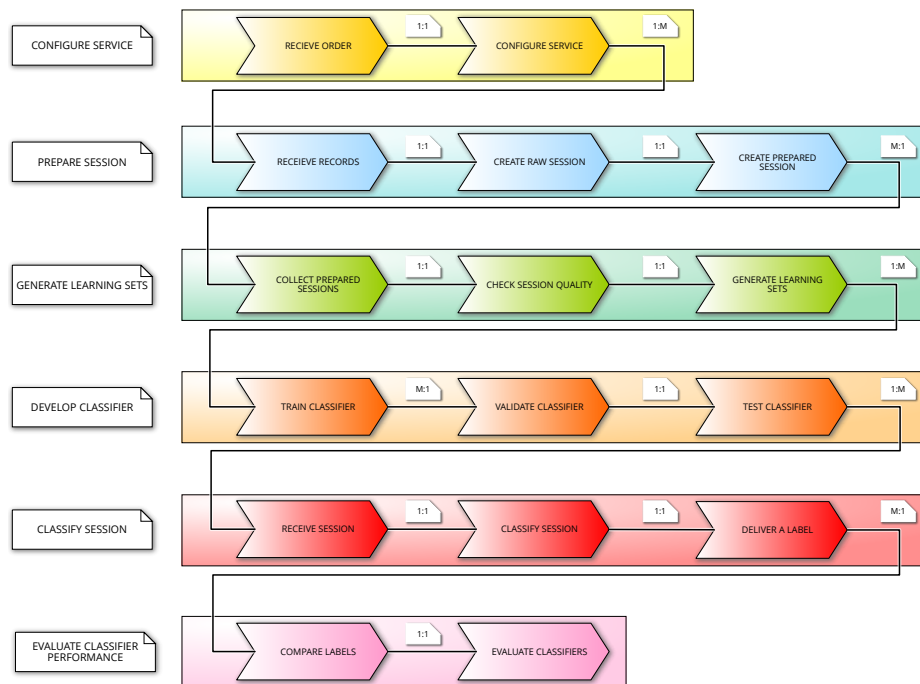 CONFIGURE SERVICE
RECIEVE ORDER
1:1
CONFIGURE SERVICE
1:M
PREPARE SESSION
RECEIEVE RECORDS
1:1
CREATE RAW SESSION
1:1
CREATE PREPARED
SESSION
M:1
GENERATE LEARNING SETS
COLLECT PREPARED
SESSIONS
1:1
CHECK SESSION QUALITY
1:1
GENERATE LEARNING
SETS
1:M
DEVELOP CLASSIFIER
TRAIN CLASSIFIER
M:1
VALIDATE CLASSIFIER
1:1
TEST CLASSIFIER
1:M
CLASSIFY SESSION
RECEIVE SESSION
1:1
CLASSIFY SESSION
1:1
DELIVER A LABEL
M:1
EVALUATE CLASSIFIER
PERFORMANCE
COMPARE LABELS
1:1
EVALUATE CLASSIFIERS